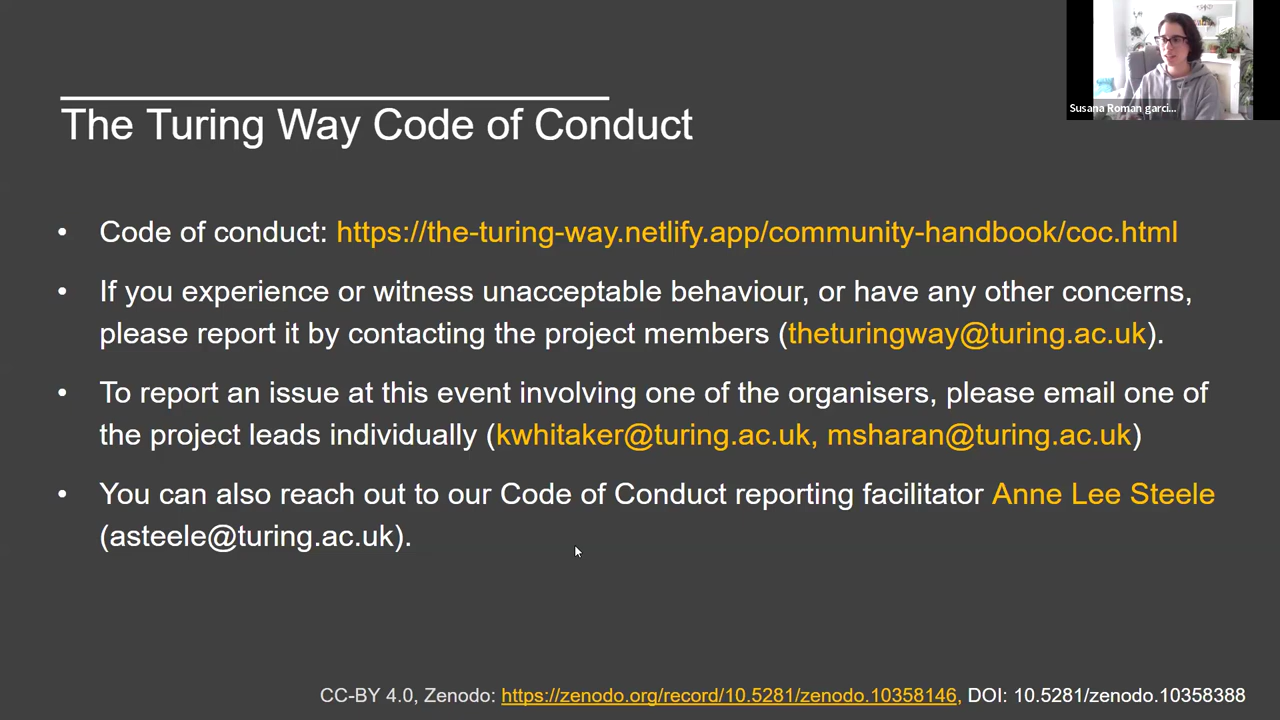 Susana Roman garci...
The Turing Way Code of Conduct
• Code of conduct: https://the-turing-way.netlify.app/community-handbook/coc.html
• If you experience or witness unacceptable behaviour, or have any other concerns,
please report it by contacting the project members (theturingway@turing.ac.uk).
• To report an issue at this event involving one of the organisers, please email one of
the project leads individually (kwhitaker@turing.ac.uk, msharan@turing.ac.uk)
• You can also reach out to our Code of Conduct reporting facilitator Anne Lee Steele
(asteele@turing.ac.uk).
CC-BY 4.0, Zenodo: https://zenodo.org/record/10.5281/zenodo.10358146, DOI: 10.5281/zenodo.10358388